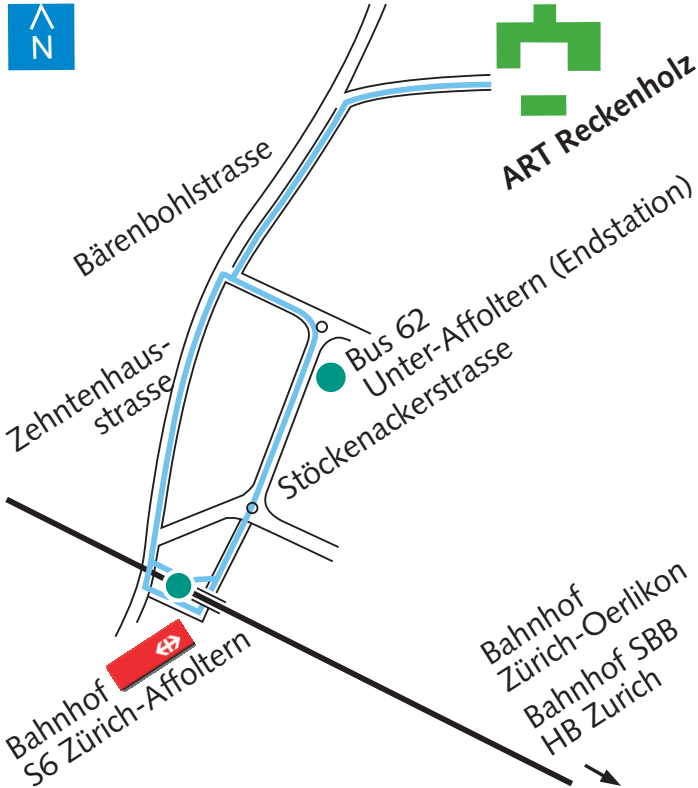 N
ART Reckenholz
Bärenbohlstrasse
Bus 62
Unter-Affoltern (Endstation)
Zehntenhaus-
strasse
Stöckenackerstrasse
Bahnhof
S6 Zürich-Affoltern
Bahnhof
Zürich-Oerlikon
Bahnhof SBB
HB Zurich